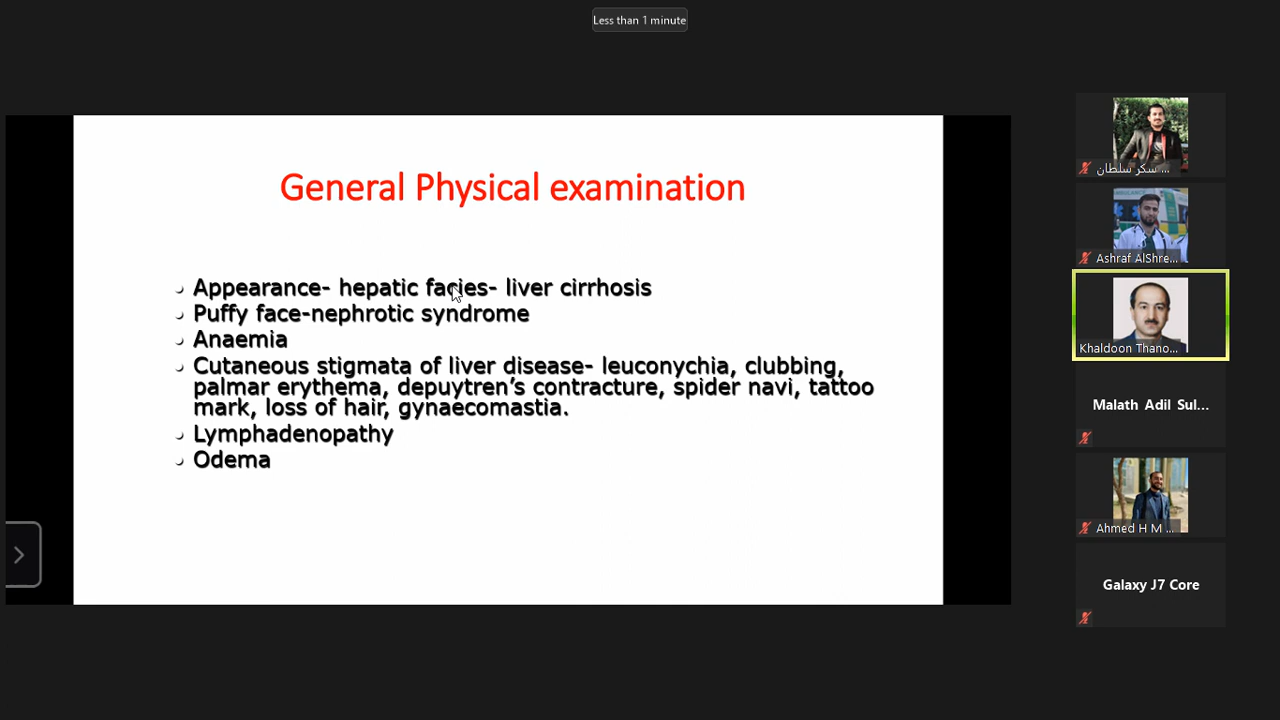 Less than 1 minute
General Physical examination
Appearance- hepatic facies- liver cirrhosis
Puffy face-nephrotic syndrome
Anaemia
Cutaneous stigmata of liver disease- leuconychia, clubbing,
palmar erythema, depuytren’s contracture, spider navi, tattoo
mark, loss of hair, gynaecomastia.
Lymphadenopathy
Odema
سكر سلطان ...
Ashraf AlShre...
Khaldoon Thano...
Malath Adil Sul...
Ahmed H M ...
Galaxy J7 Core